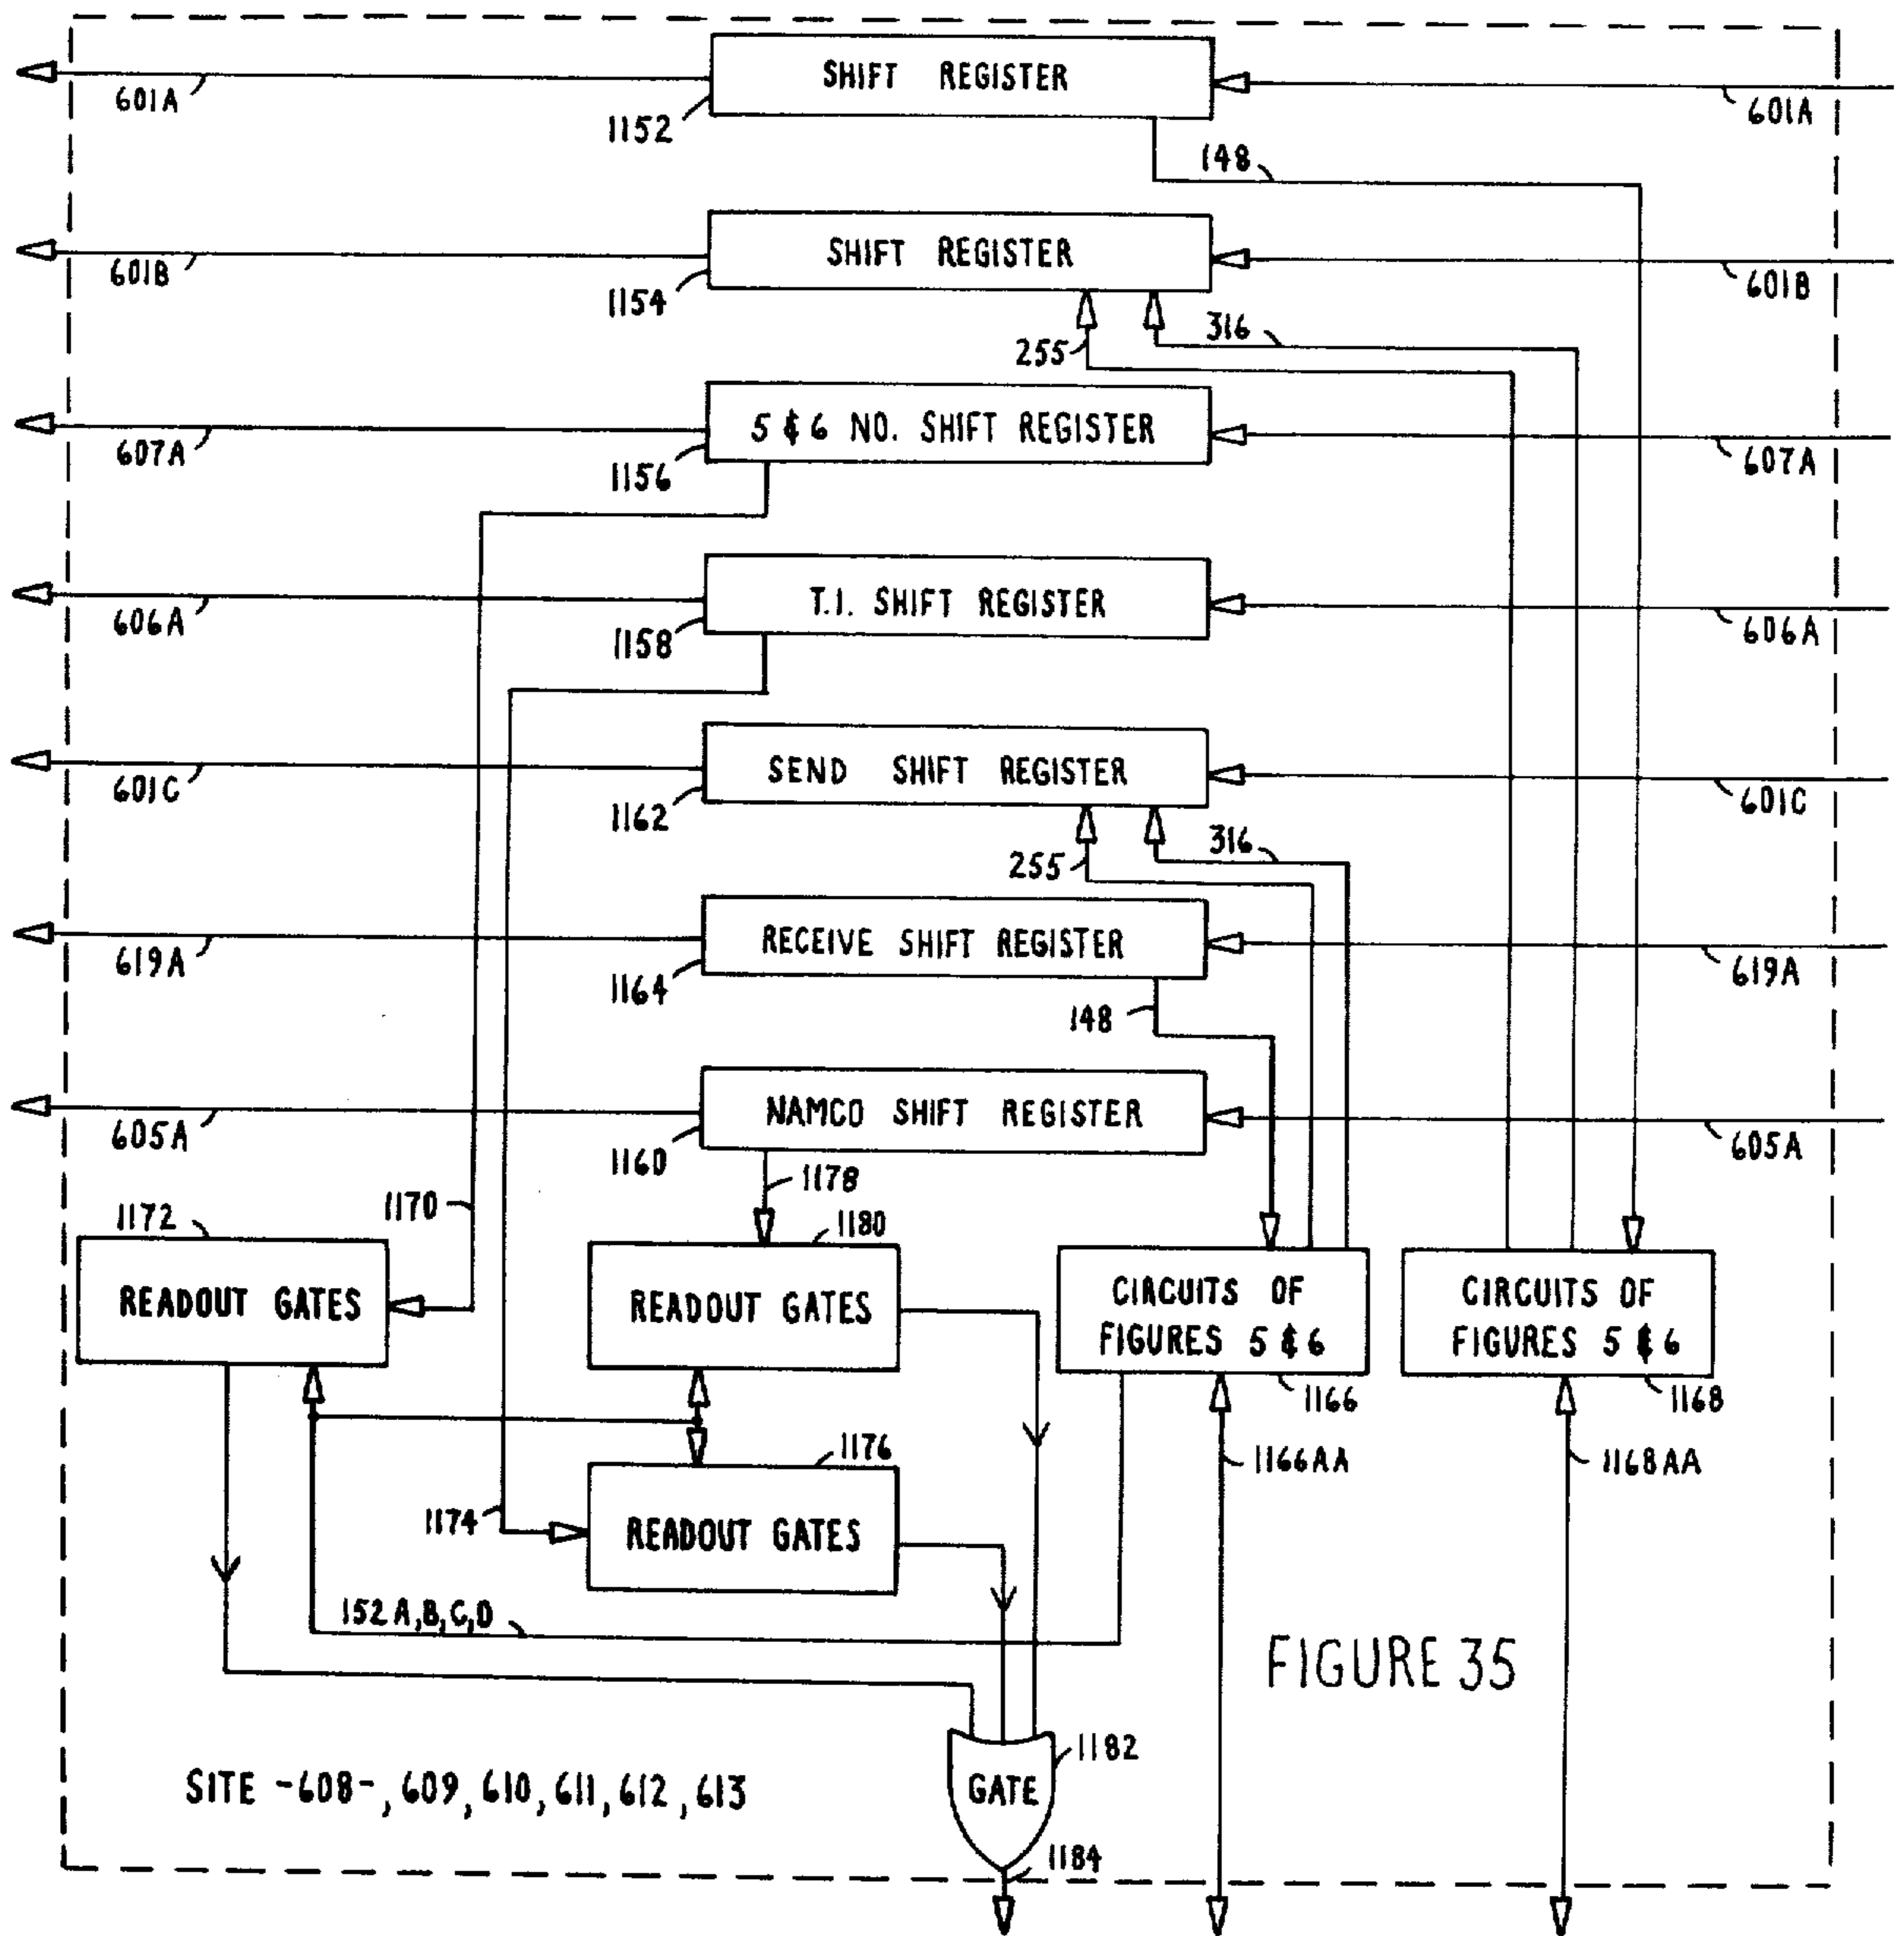 SHIFT REGISTER
601A
1152
601A
148
SHIFT REGISTER
601B
1154
601B
255
316
5 & 6 NO. SHIFT REGISTER
607A
1156
607A
T.I. SHIFT REGISTER
606A
1158
606A
SEND SHIFT REGISTER
601C
1162
601C
255
316
RECEIVE SHIFT REGISTER
619A
1164
619A
148
NAMCO SHIFT REGISTER
605A
1160
605A
1178
1170
1172
1180
READOUT GATES
READOUT GATES
CIRCUITS OF
FIGURES 5 & 6
CIRCUITS OF
FIGURES 5 & 6
1166
1168
1176
1166AA
1168AA
1174
READOUT GATES
152A,B,C,D
FIGURE 35
1182
GATE
SITE -608-, 609, 610, 611, 612, 613
1184